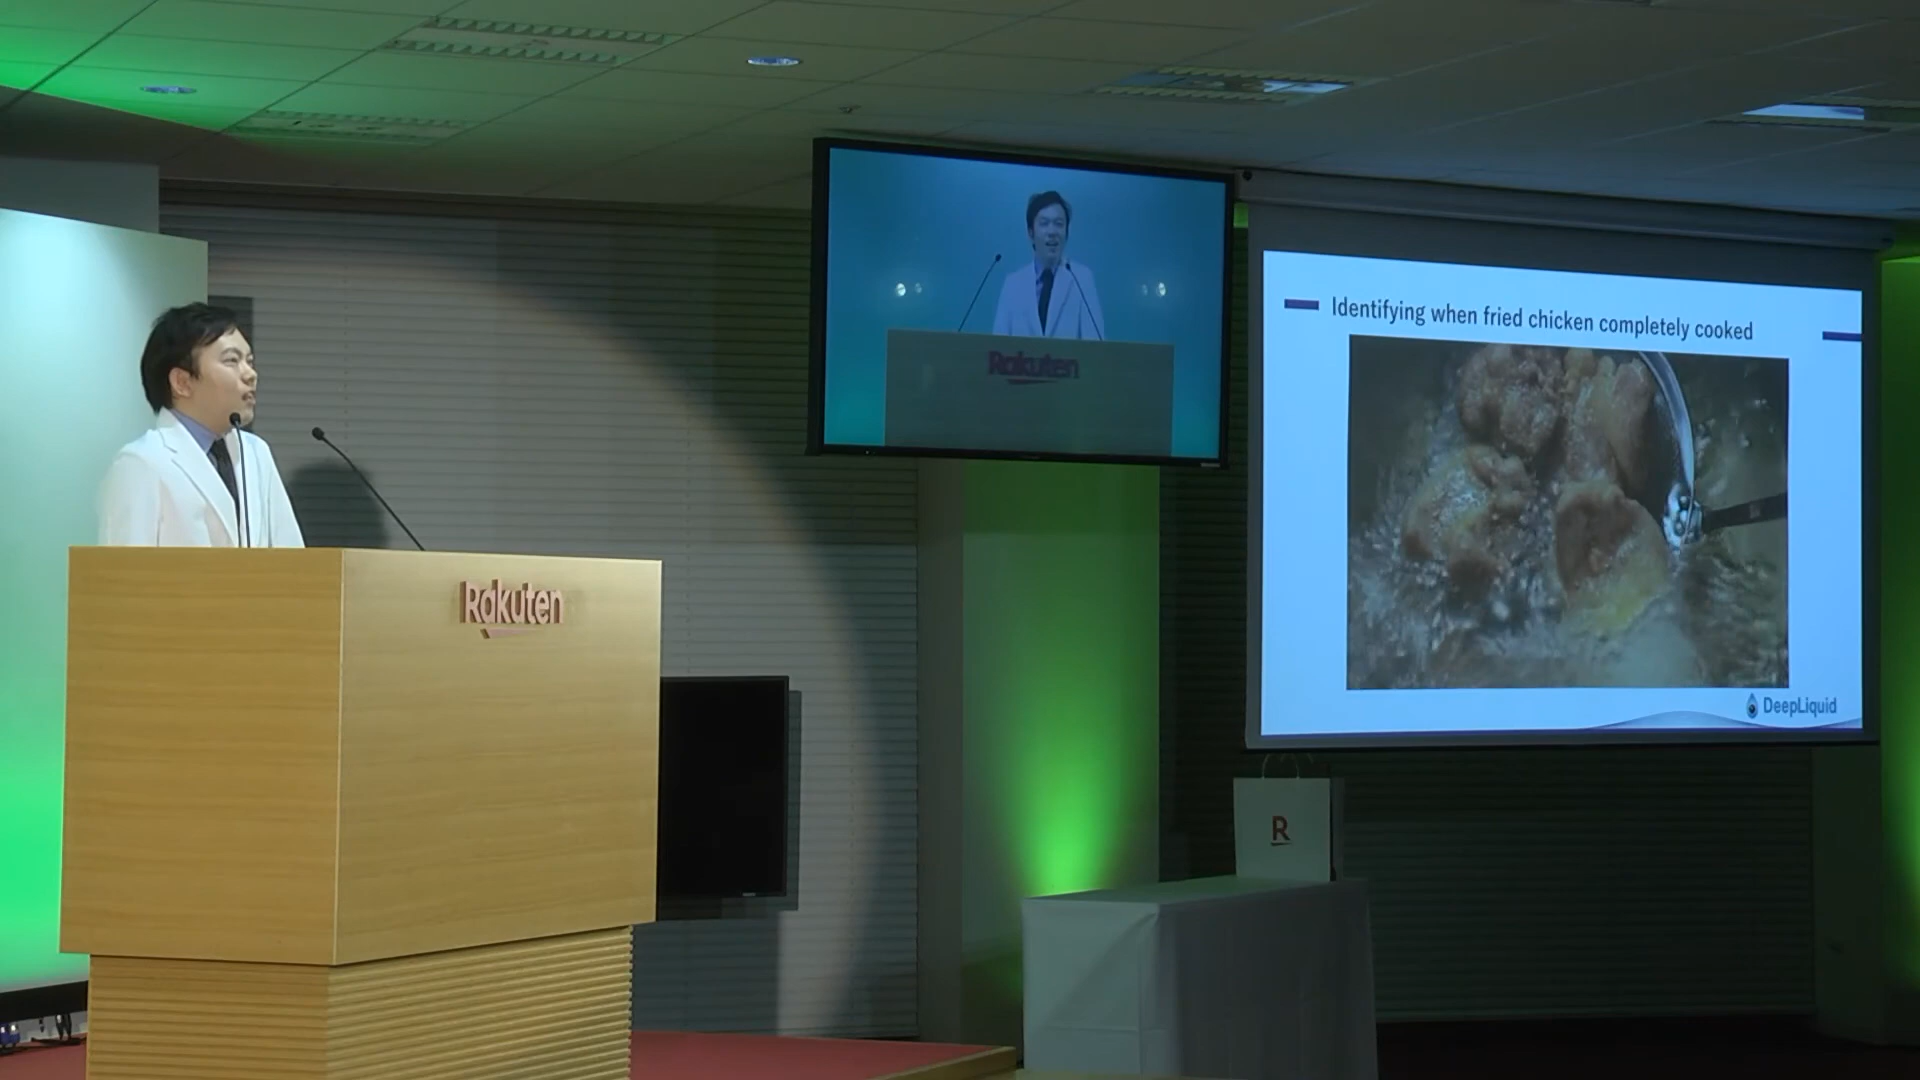 Rakuten
Rakuten
Identifying when fried chicken completely cooked
DeepLiquid
R